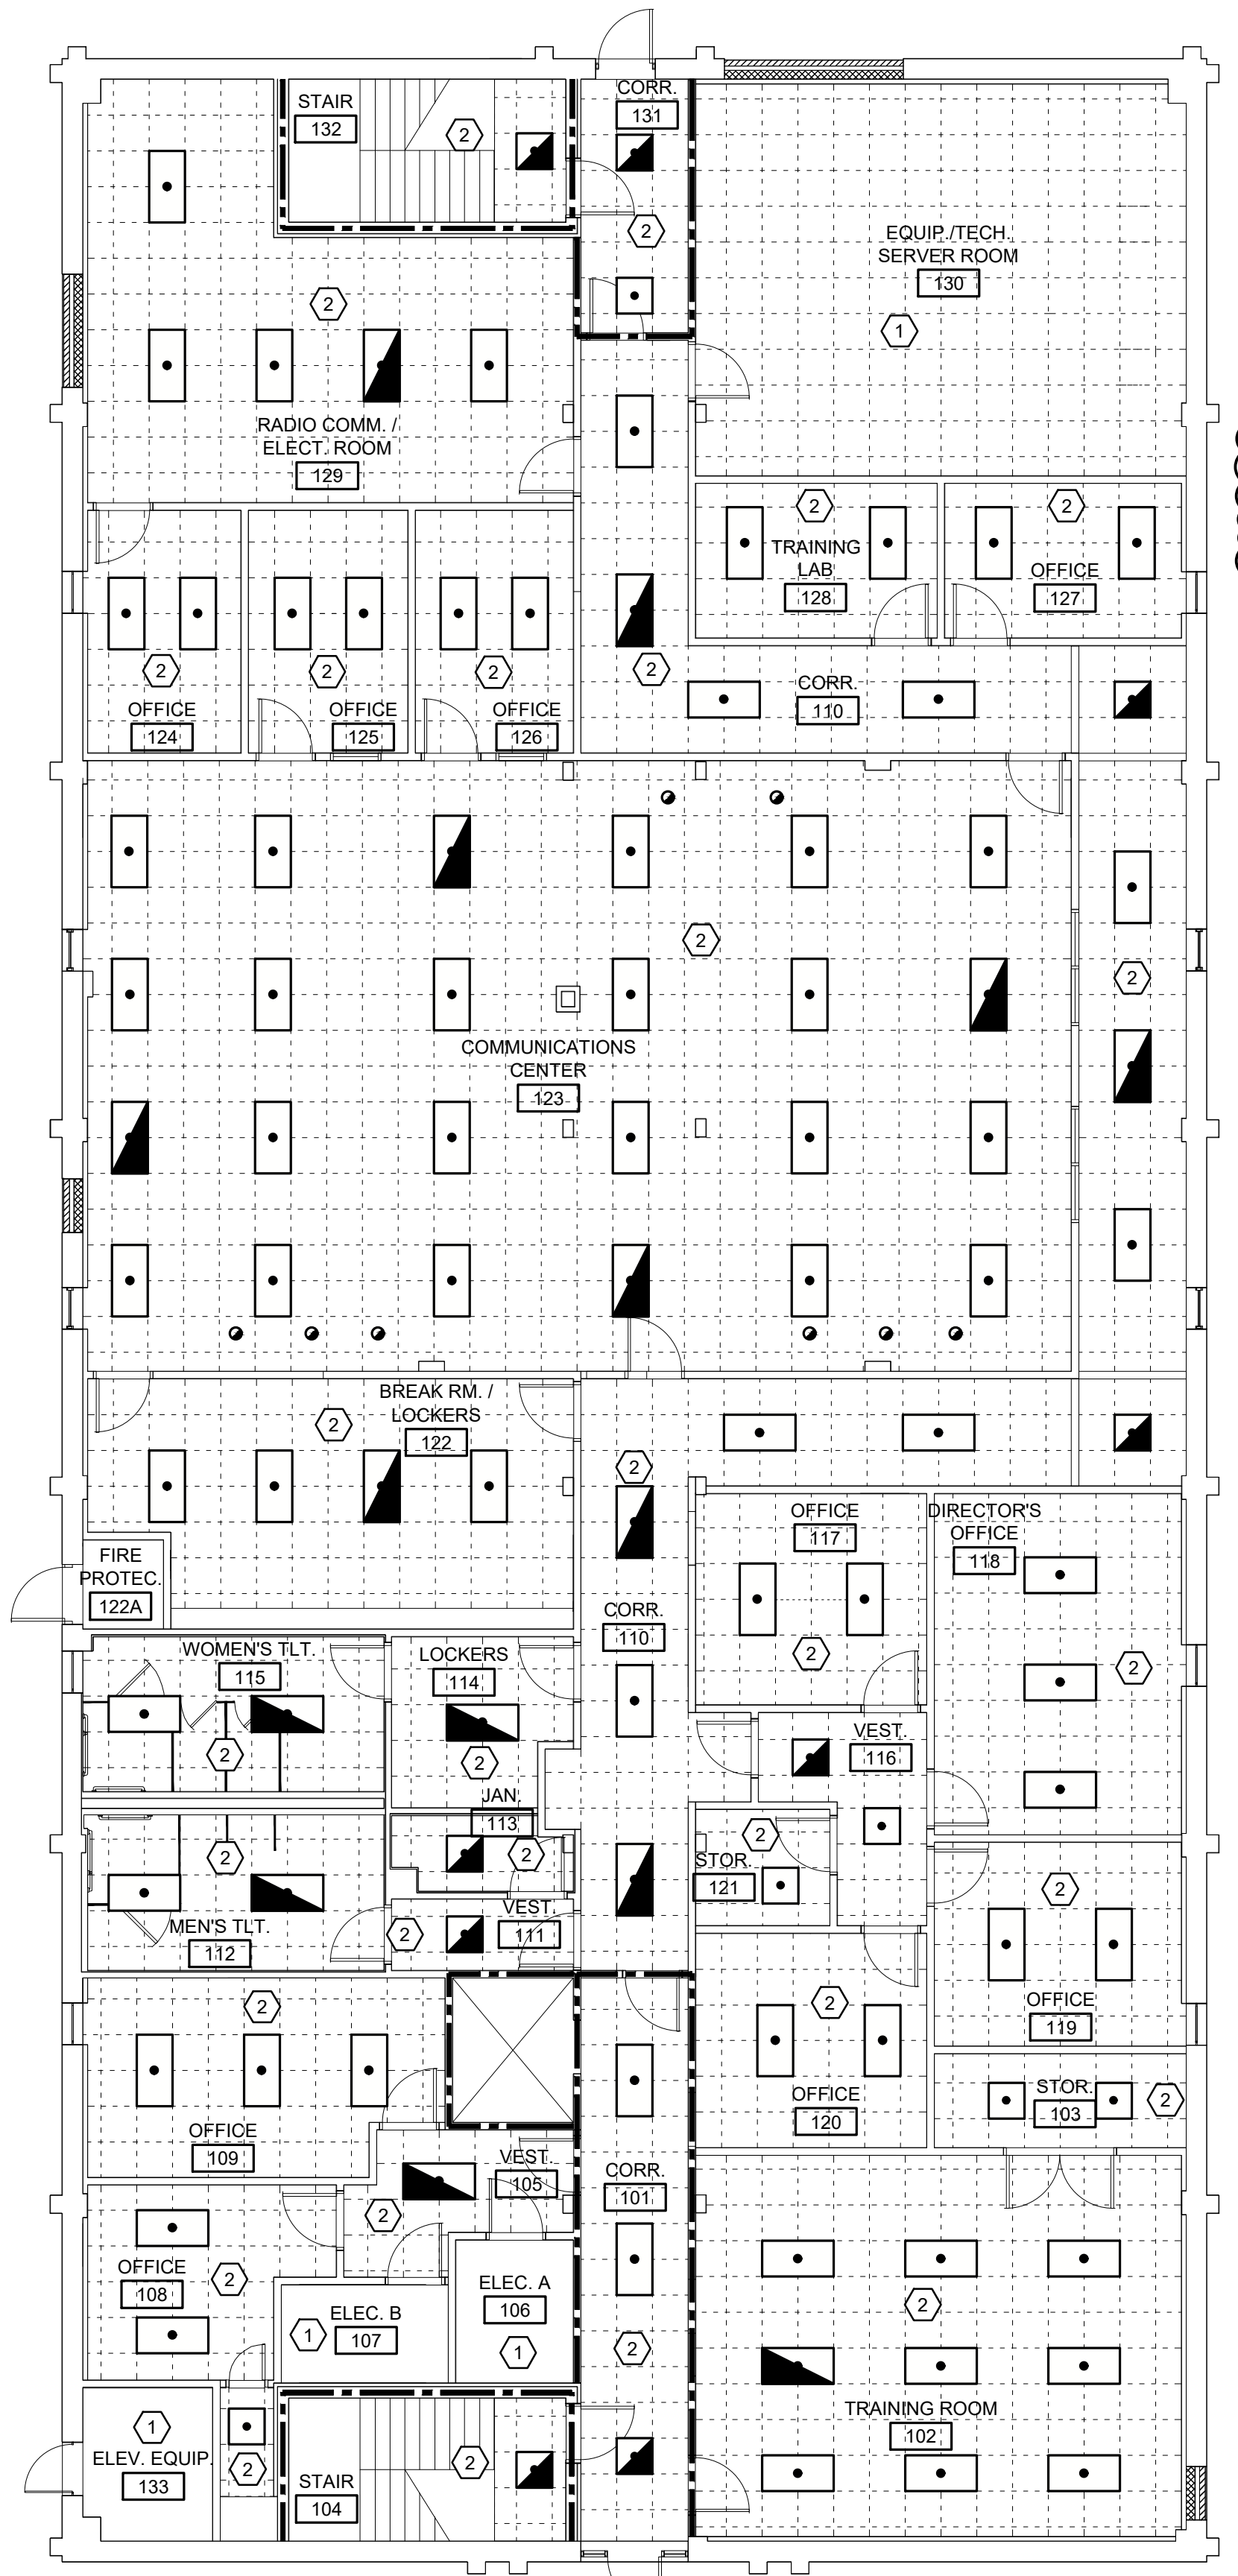 STAIR
132
2
CORR.
131
2
EQUIP./TECH.
SERVER ROOM
130
1
2
RADIO COMM. /
ELECT. ROOM
129
2
TRAINING
LAB
128
2
OFFICE
127
2
OFFICE
124
2
OFFICE
125
2
OFFICE
126
2
CORR.
110
2
2
COMMUNICATIONS
CENTER
123
BREAK RM. /
LOCKERS
122
2
2
FIRE
PROTEC.
122A
OFFICE
117
2
DIRECTOR'S
OFFICE
118
2
CORR.
110
WOMEN'S TLT.
115
2
LOCKERS
114
2
VEST.
116
JAN.
113
2
2
STOR.
121
2
MEN'S TLT.
112
2
VEST.
111
2
OFFICE
119
2
OFFICE
109
2
OFFICE
120
STOR.
103
2
VEST.
105
2
CORR.
101
2
OFFICE
108
2
ELEC. A
106
1
ELEC. B
107
1
2
TRAINING ROOM
102
1
ELEV. EQUIP.
133
2
2
STAIR
104